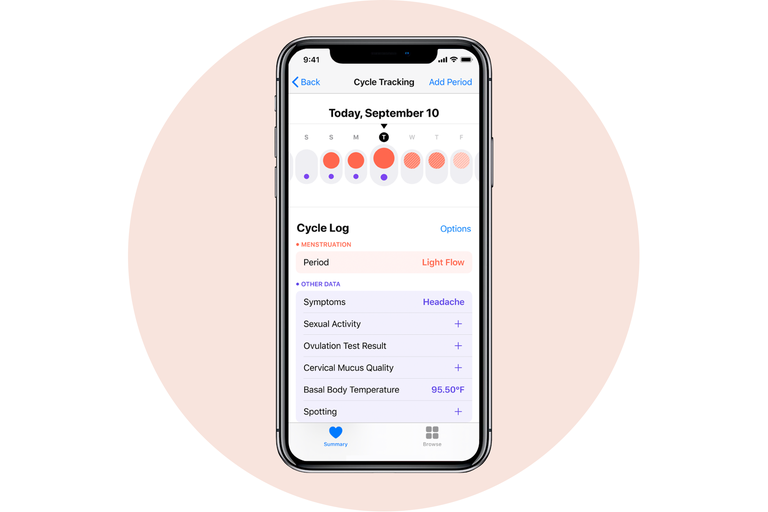 9:41
Back Cycle Tracking Add Period
Today, September 10
S S M T W T F
Cycle Log Options
• MENSTRUATION
Period Light Flow
• OTHER DATA
Symptoms Headache
Sexual Activity +
Ovulation Test Result +
Cervical Mucus Quality +
Basal Body Temperature 95.50°F
Spotting +
Summary Browse